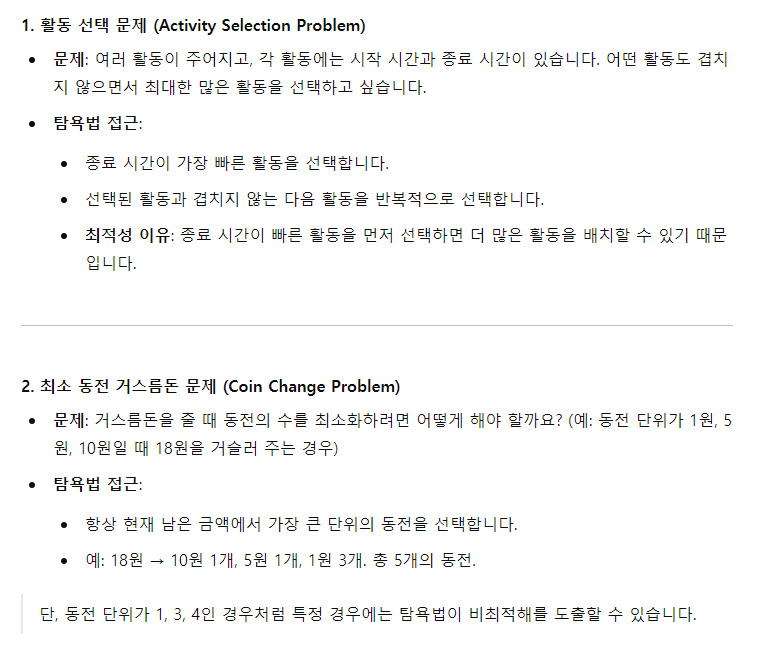 1. 활동 선택 문제 (Activity Selection Problem)
• 문제: 여러 활동이 주어지고, 각 활동에는 시작 시간과 종료 시간이 있습니다. 어떤 활동도 겹치
지 않으면서 최대한 많은 활동을 선택하고 싶습니다.
• 탐욕법 접근:
• 종료 시간이 가장 빠른 활동을 선택합니다.
• 선택된 활동과 겹치지 않는 다음 활동을 반복적으로 선택합니다.
• 최적성 이유: 종료 시간이 빠른 활동을 먼저 선택하면 더 많은 활동을 배치할 수 있기 때문
입니다.
2. 최소 동전 거스름돈 문제 (Coin Change Problem)
• 문제: 거스름돈을 줄 때 동전의 수를 최소화하려면 어떻게 해야 할까요? (예: 동전 단위가 1원, 5
원, 10원일 때 18원을 거슬러 주는 경우)
• 탐욕법 접근:
• 항상 현재 남은 금액에서 가장 큰 단위의 동전을 선택합니다.
• 예: 18원 → 10원 1개, 5원 1개, 1원 3개. 총 5개의 동전.
단, 동전 단위가 1, 3, 4인 경우처럼 특정 경우에는 탐욕법이 비최적해를 도출할 수 있습니다.